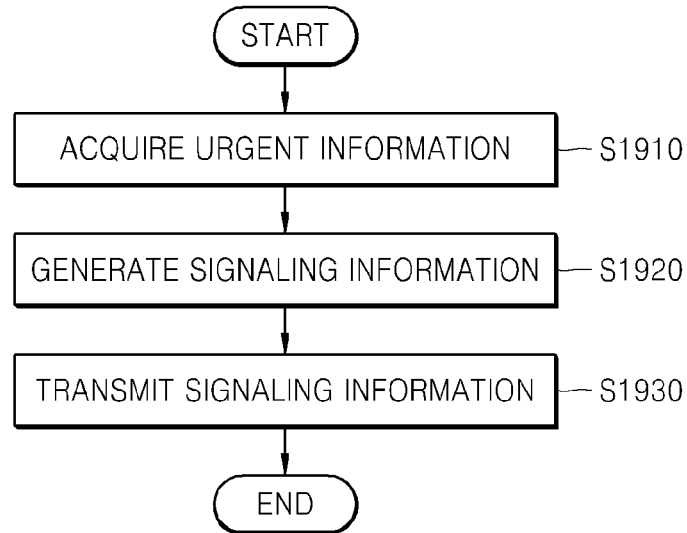 START
ACQUIRE URGENT INFORMATION S1910
GENERATE SIGNALING INFORMATION S1920
TRANSMIT SIGNALING INFORMATION S1930
END